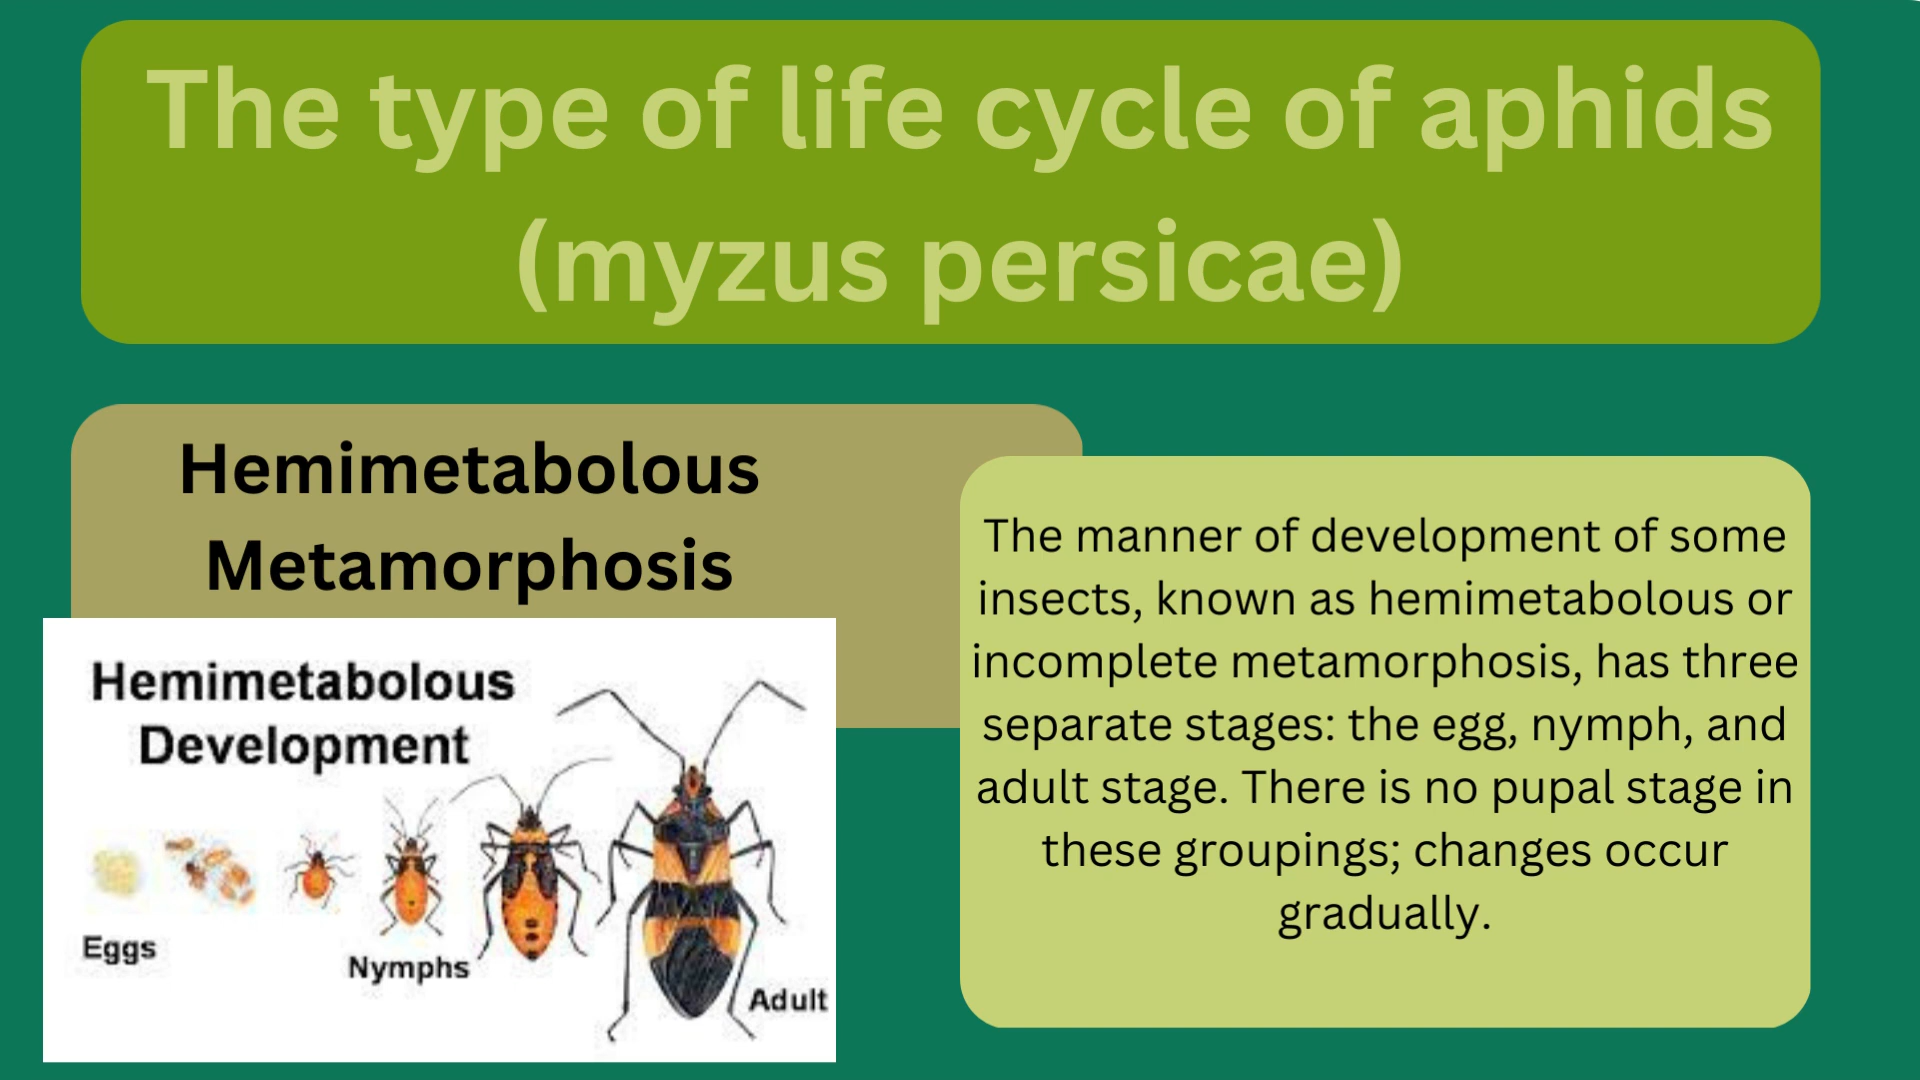 The type of life cycle of aphids
(myzus persicae)
Hemimetabolous
Metamorphosis
Hemimetabolous
Development
Eggs
Nymphs
Adult
The manner of development of some
insects, known as hemimetabolous or
incomplete metamorphosis, has three
separate stages: the egg, nymph, and
adult stage. There is no pupal stage in
these groupings; changes occur
gradually.